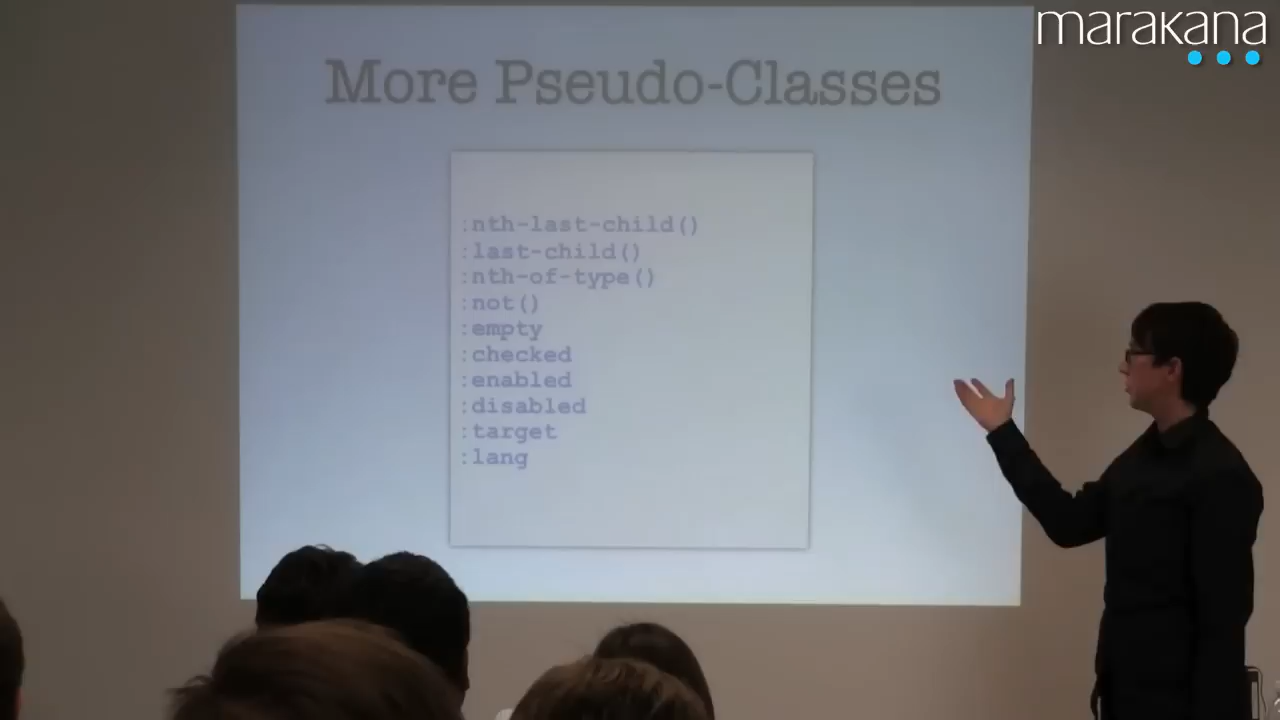 marakana
More Pseudo-Classes
:nth-last-child()
:last-child()
:nth-of-type()
:not()
:empty
:checked
:enabled
:disabled
:target
:lang